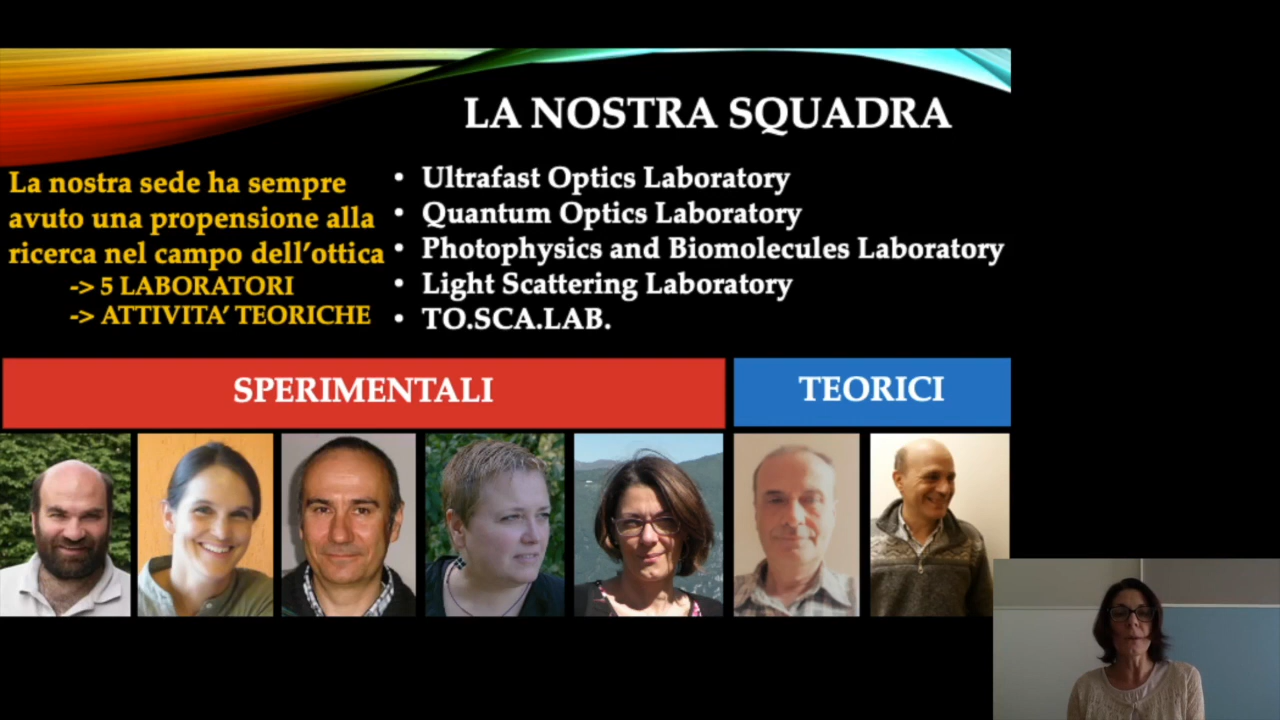 LA NOSTRA SQUADRA
La nostra sede ha sempre
avuto una propensione alla
ricerca nel campo dell'ottica
-> 5 LABORATORI
-> ATTIVITA' TEORICHE
• Ultrafast Optics Laboratory
• Quantum Optics Laboratory
• Photophysics and Biomolecules Laboratory
• Light Scattering Laboratory
• TO.SCA.LAB.
SPERIMENTALI
TEORICI